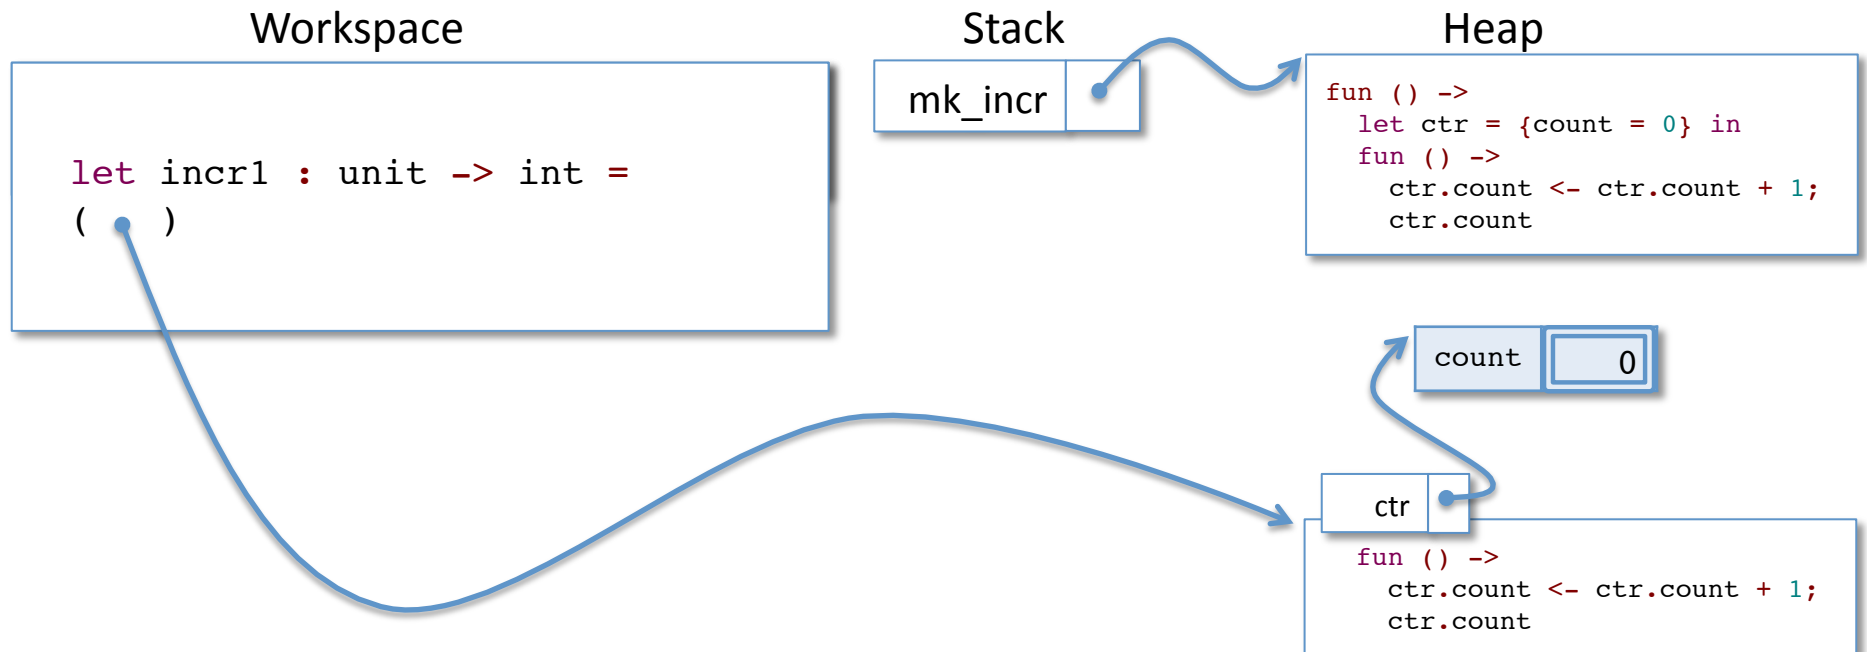 Workspace
Stack
Heap
let incr1 : unit -> int =
( )
mk_incr
fun () ->
let ctr = {count = 0} in
fun () ->
ctr.count <- ctr.count + 1;
ctr.count
count 0
ctr
fun () ->
ctr.count <- ctr.count + 1;
ctr.count